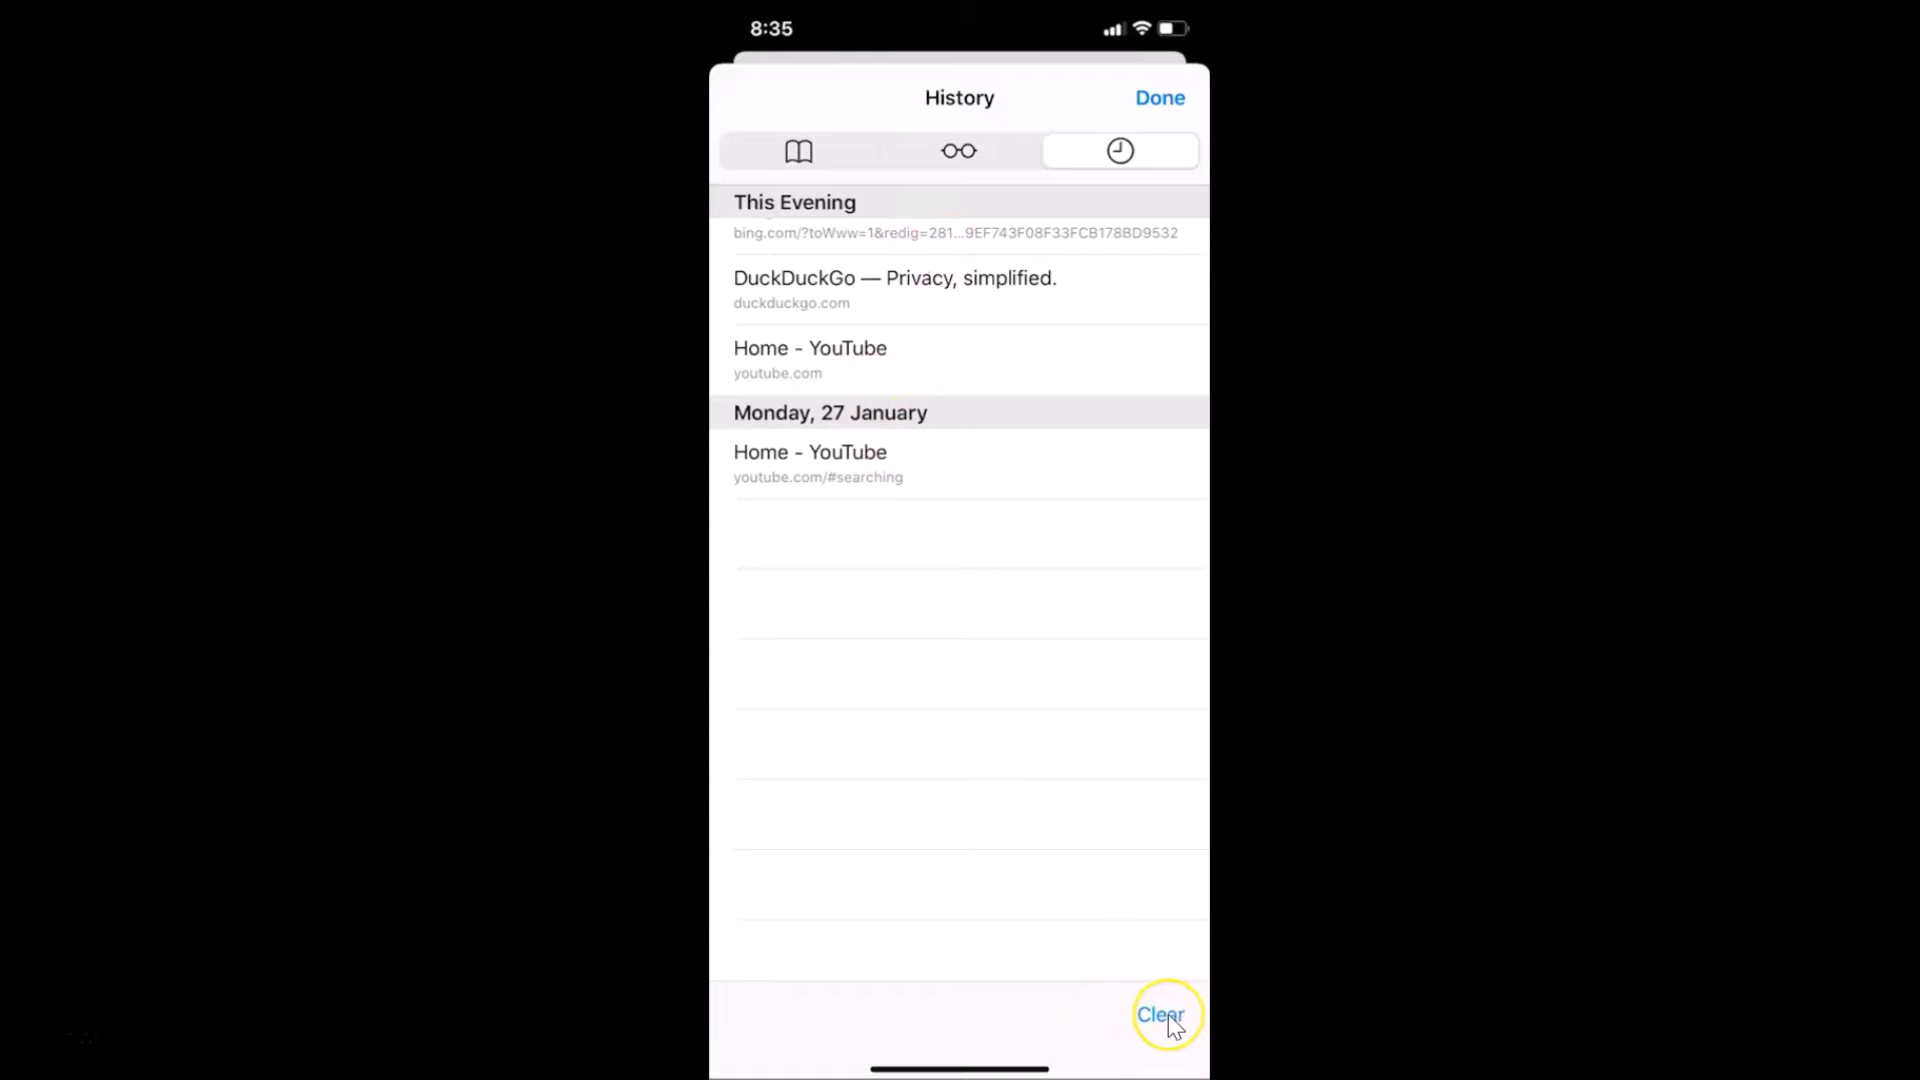 8:35
History
Done
This Evening
bing.com/?toWww=1&redig=281...9EF743F08F33FCB178BD9532
DuckDuckGo — Privacy, simplified.
duckduckgo.com
Home - YouTube
youtube.com
Monday, 27 January
Home - YouTube
youtube.com/#searching
Clear